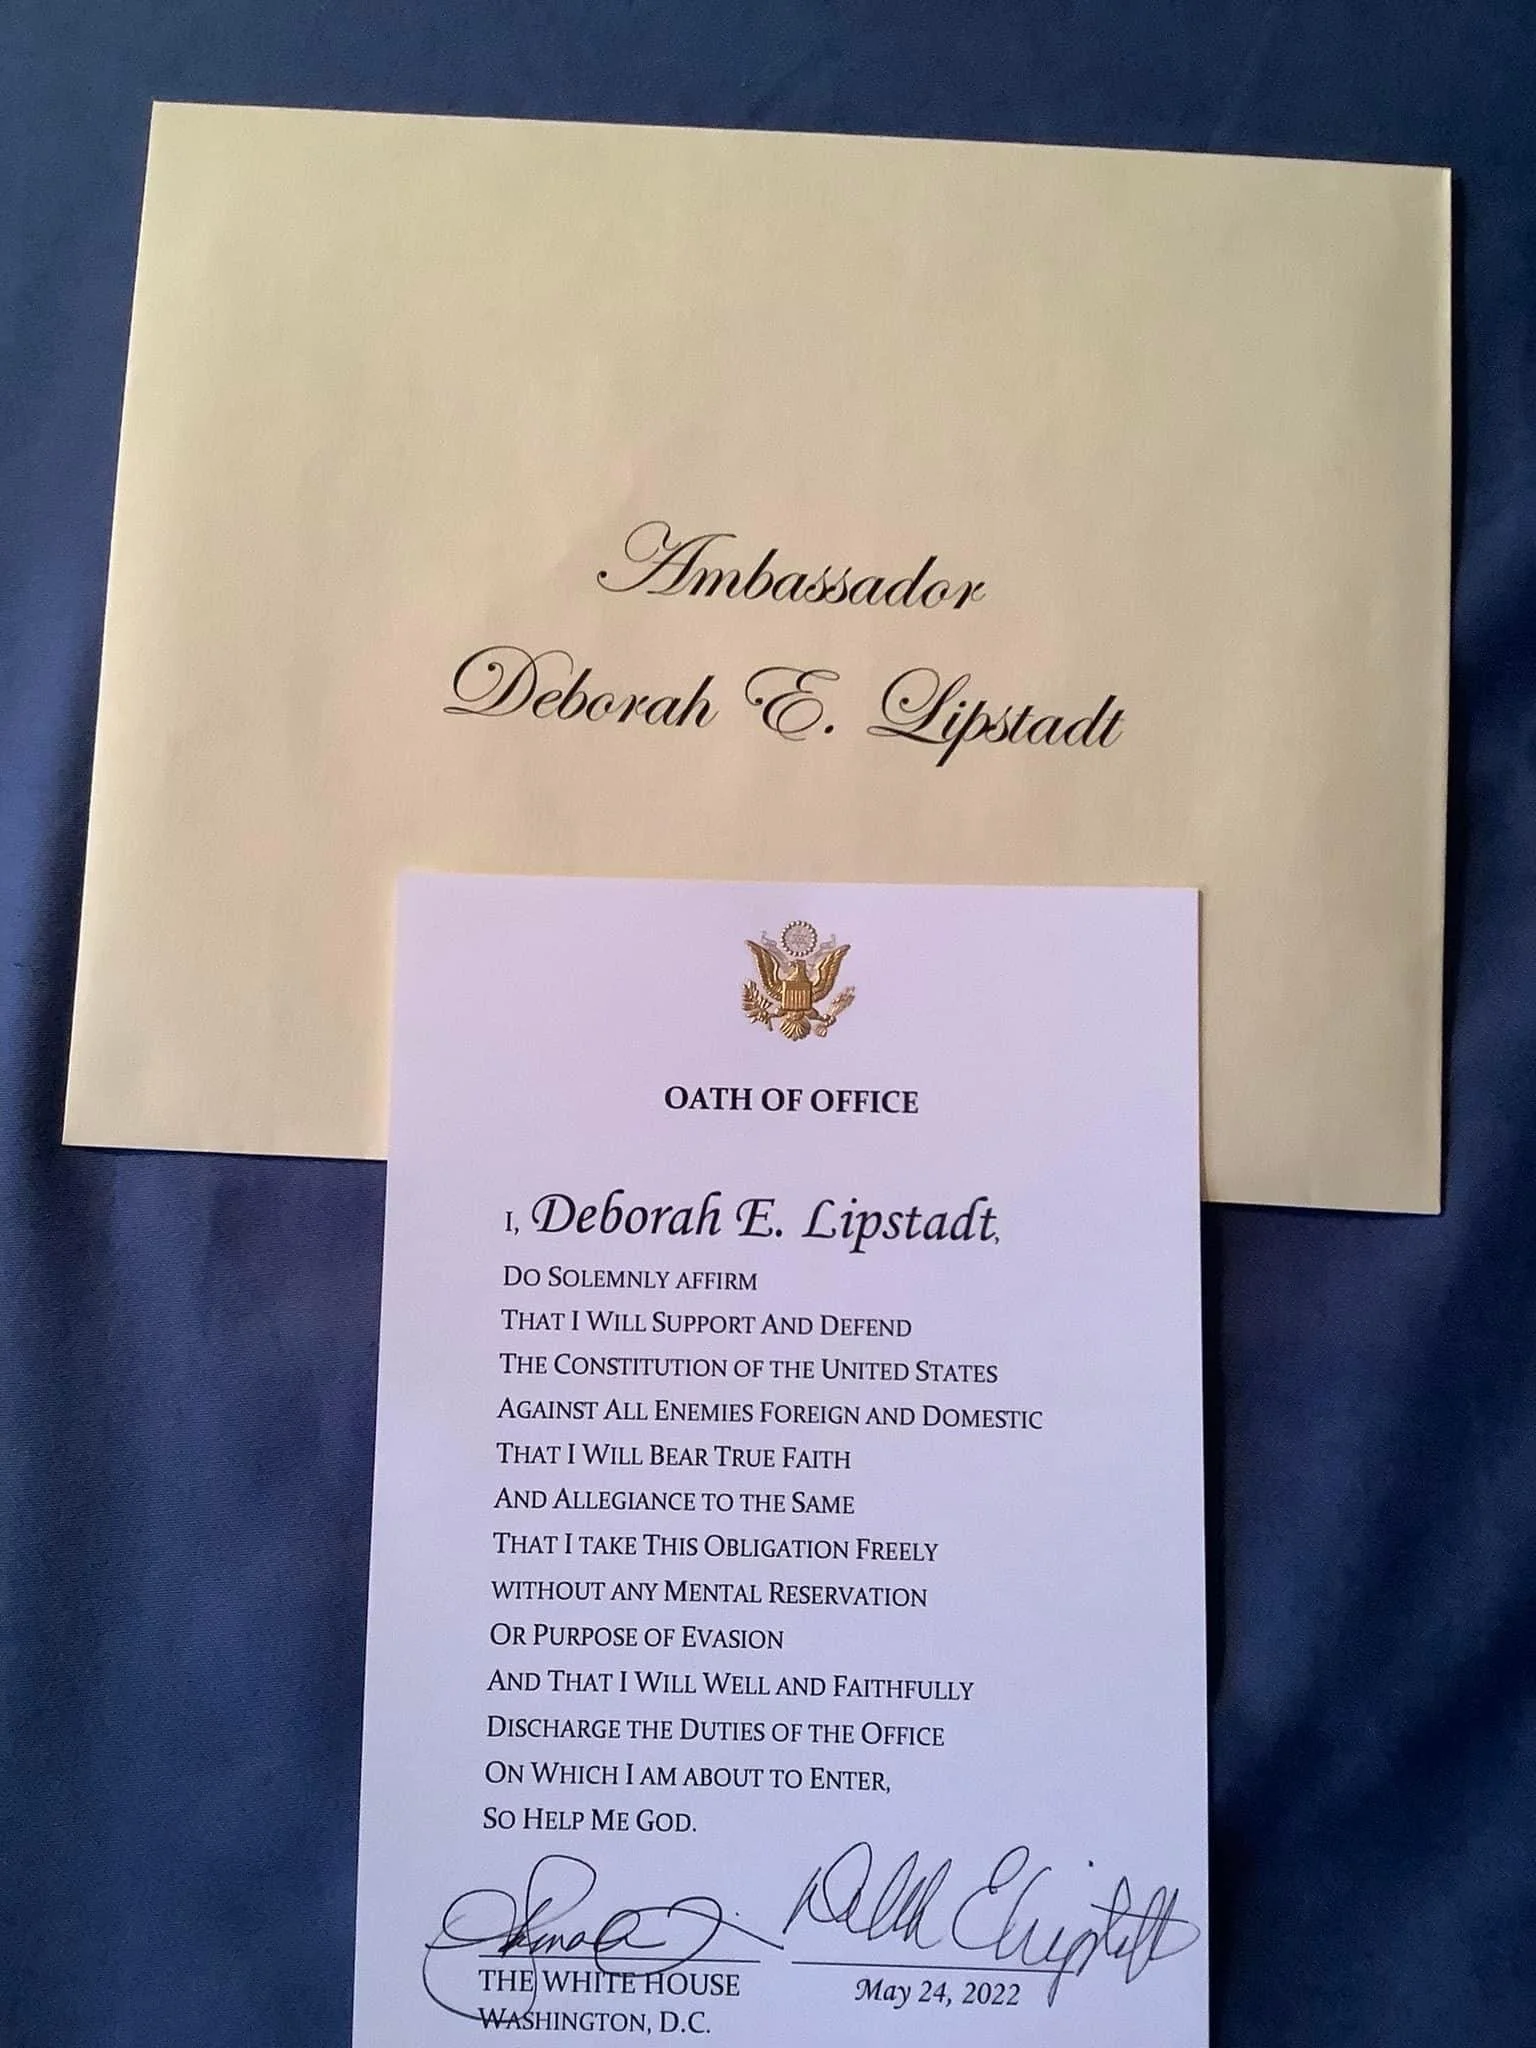 Ambassador
Deborah E. Lipstadt
OATH OF OFFICE
I, Deborah E. Lipstadt,
DO SOLEMNLY AFFIRM
THAT I WILL SUPPORT AND DEFEND
THE CONSTITUTION OF THE UNITED STATES
AGAINST ALL ENEMIES FOREIGN AND DOMESTIC
THAT I WILL BEAR TRUE FAITH
AND ALLEGIANCE TO THE SAME
THAT I TAKE THIS OBLIGATION FREELY
WITHOUT ANY MENTAL RESERVATION
OR PURPOSE OF EVASION
AND THAT I WILL WELL AND FAITHFULLY
DISCHARGE THE DUTIES OF THE OFFICE
ON WHICH I AM ABOUT TO ENTER,
SO HELP ME GOD.
THE WHITE HOUSE
WASHINGTON, D.C.
May 24, 2022